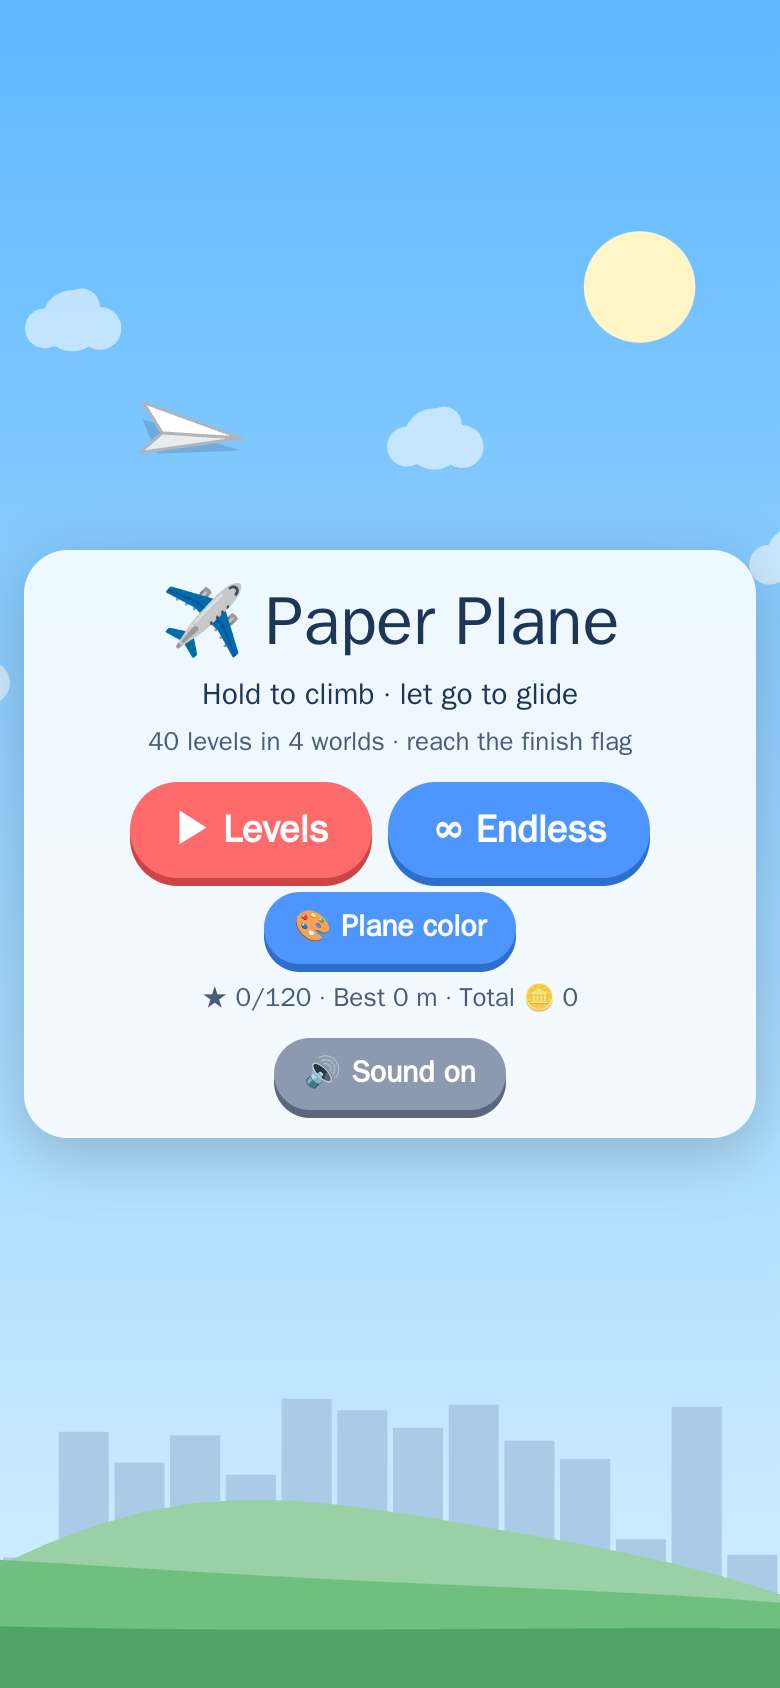 ✈️ Paper Plane
Hold to climb · let go to glide
40 levels in 4 worlds · reach the finish flag
▶ Levels
∞ Endless
🎨 Plane color
★ 0/120 · Best 0 m · Total 🪙 0
🔊 Sound on